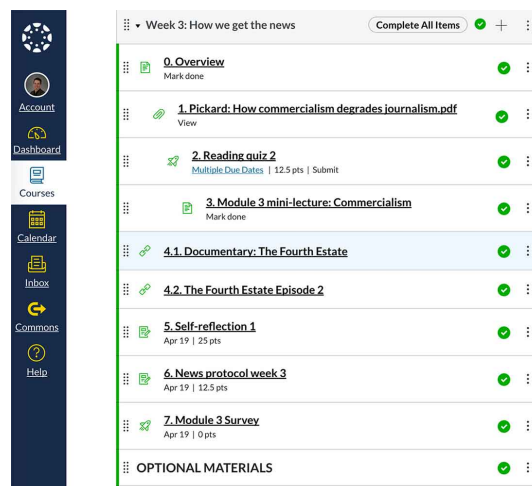 Week 3: How we get the news
Complete All Items
0. Overview
Mark done
Account
1. Pickard: How commercialism degrades journalism.pdf
View
Dashboard
2. Reading quiz 2
Multiple Due Dates | 12.5 pts | Submit
Courses
3. Module 3 mini-lecture: Commercialism
Mark done
Calendar
4.1. Documentary: The Fourth Estate
Inbox
4.2. The Fourth Estate Episode 2
Commons
5. Self-reflection 1
Apr 19 | 25 pts
Help
6. News protocol week 3
Apr 19 | 12.5 pts
7. Module 3 Survey
Apr 19 | 0 pts
OPTIONAL MATERIALS